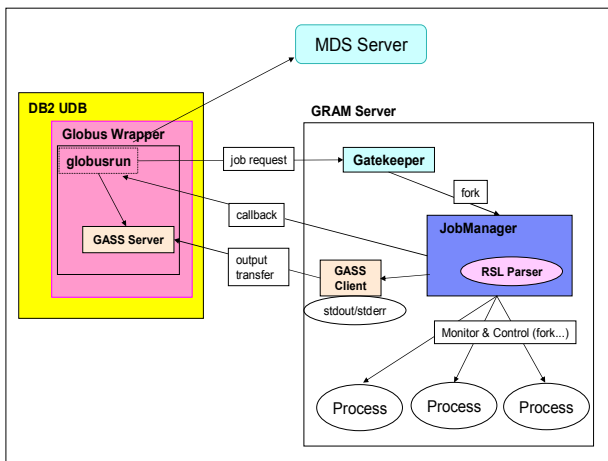 MDS Server
DB2 UDB
GRAM Server
Globus Wrapper
globusrun
job request
Gatekeeper
fork
callback
JobManager
GASS Server
output
transfer
GASS
Client
RSL Parser
stdout/stderr
Monitor & Control (fork...)
Process
Process
Process